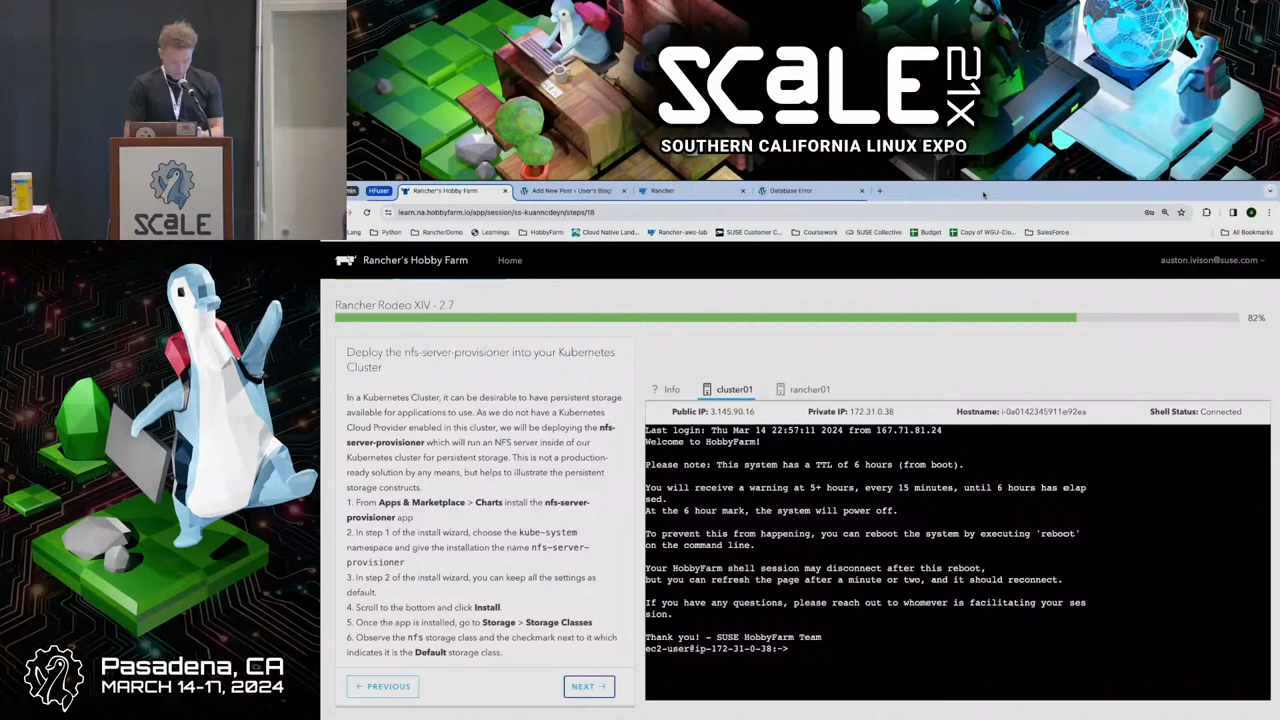 SCaLE 21X
SOUTHERN CALIFORNIA LINUX EXPO
SCALE
HFuser
Rancher's Hobby Farm
Add New Post ‹ User's Blog
Rancher
Database Error
learn.na.hobbyfarm.io/app/session/ss-kuanncdeyn/steps/18
Lang
Python
RancherDemo
Learnings
HobbyFarm
Cloud Native Land...
Rancher-aws-lab
SUSE Customer C...
Coursework
SUSE Collective
Budget
Copy of WGU-Clo...
SalesForce
All Bookmarks
Rancher's Hobby Farm
Home
auston.ivison@suse.com
Rancher Rodeo XIV - 2.7
82%
Deploy the nfs-server-provisioner into your Kubernetes
Cluster
In a Kubernetes Cluster, it can be desirable to have persistent storage
available for applications to use. As we do not have a Kubernetes
Cloud Provider enabled in this cluster, we will be deploying the nfs-
server-provisioner which will run an NFS server inside of our
Kubernetes cluster for persistent storage. This is not a production-
ready solution by any means, but helps to illustrate the persistent
storage constructs.
1. From Apps & Marketplace > Charts install the nfs-server-
provisioner app
2. In step 1 of the install wizard, choose the kube-system
namespace and give the installation the name nfs-server-
provisioner
3. In step 2 of the install wizard, you can keep all the settings as
default.
4. Scroll to the bottom and click Install.
5. Once the app is installed, go to Storage > Storage Classes
6. Observe the nfs storage class and the checkmark next to it which
indicates it is the Default storage class.
← PREVIOUS
NEXT →
? Info
cluster01
rancher01
Public IP: 3.145.90.16
Private IP: 172.31.0.38
Hostname: i-0a0142345911e92ea
Shell Status: Connected
Last login: Thu Mar 14 22:57:11 2024 from 167.71.81.24
Welcome to HobbyFarm!
Please note: This system has a TTL of 6 hours (from boot).
You will receive a warning at 5+ hours, every 15 minutes, until 6 hours has elap
sed.
At the 6 hour mark, the system will power off.
To prevent this from happening, you can reboot the system by executing 'reboot'
on the command line.
Your HobbyFarm shell session may disconnect after this reboot,
but you can refresh the page after a minute or two, and it should reconnect.
If you have any questions, please reach out to whomever is facilitating your ses
sion.
Thank you! - SUSE HobbyFarm Team
ec2-user@ip-172-31-0-38:~>
Pasadena, CA
MARCH 14-17, 2024